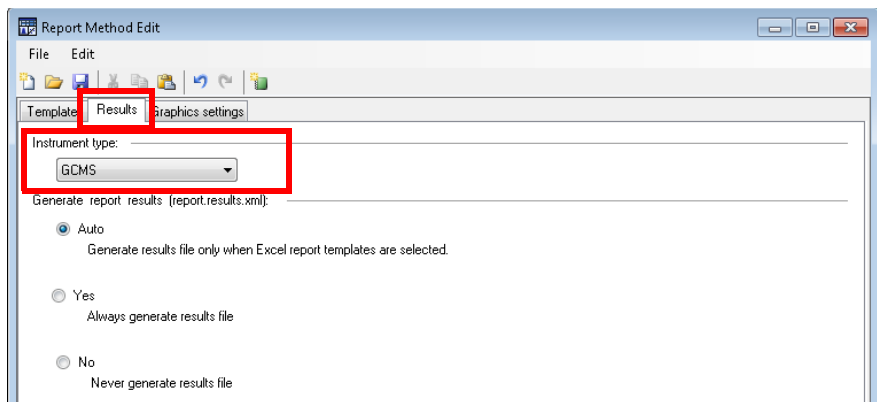 Report Method Edit
File Edit
Template Results Graphics settings
Instrument type:
GCMS
Generate report results (report.results.xml):
Auto
Generate results file only when Excel report templates are selected.
Yes
Always generate results file
No
Never generate results file